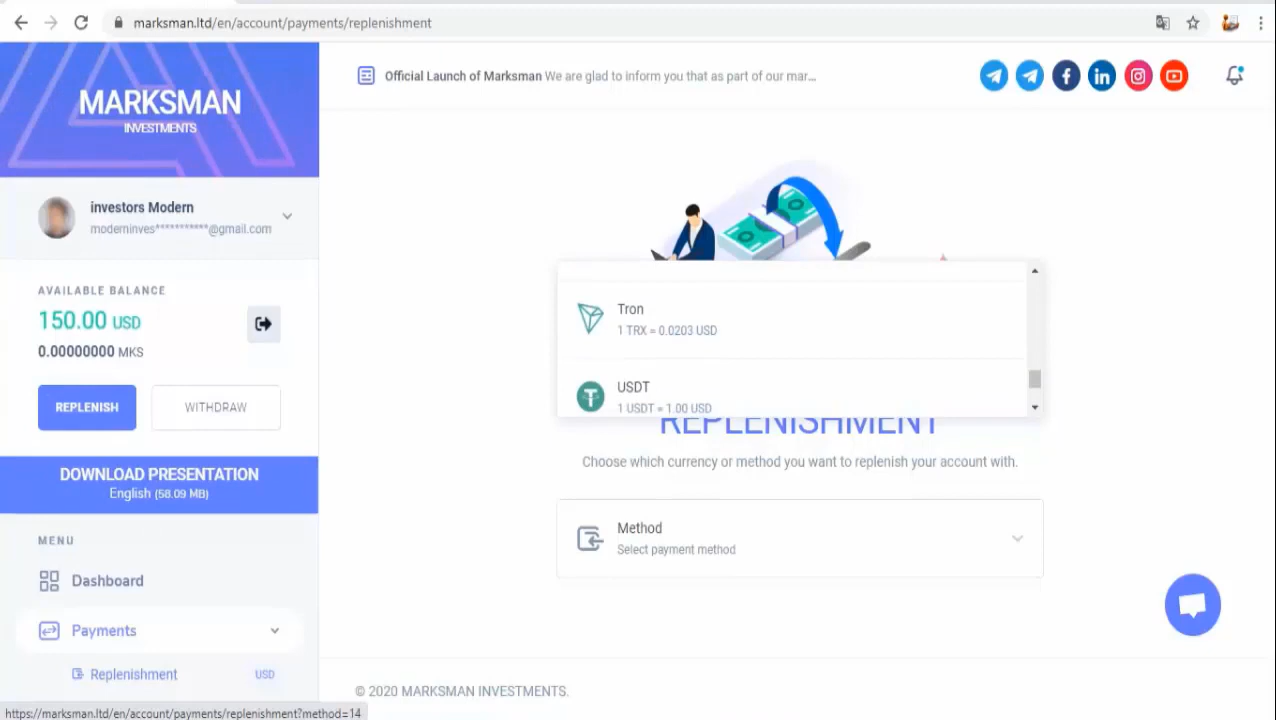 marksman.ltd/en/account/payments/replenishment
MARKSMAN
INVESTMENTS
Official Launch of Marksman We are glad to inform you that as part of our mar...
investors Modern
moderninves***********@gmail.com
AVAILABLE BALANCE
150.00 USD
0.00000000 MKS
REPLENISH
WITHDRAW
DOWNLOAD PRESENTATION
English (58.09 MB)
MENU
Dashboard
Payments
Replenishment USD
Tron
1 TRX = 0.0203 USD
USDT
1 USDT = 1.00 USD
REPLENISHMENT
Choose which currency or method you want to replenish your account with.
Method
Select payment method
© 2020 MARKSMAN INVESTMENTS.
https://marksman.ltd/en/account/payments/replenishment?method=14